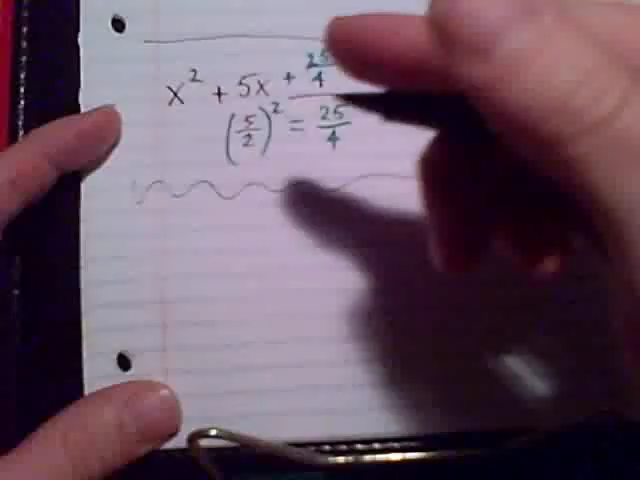 x² + 5x + 25/4
(5/2)² = 25/4